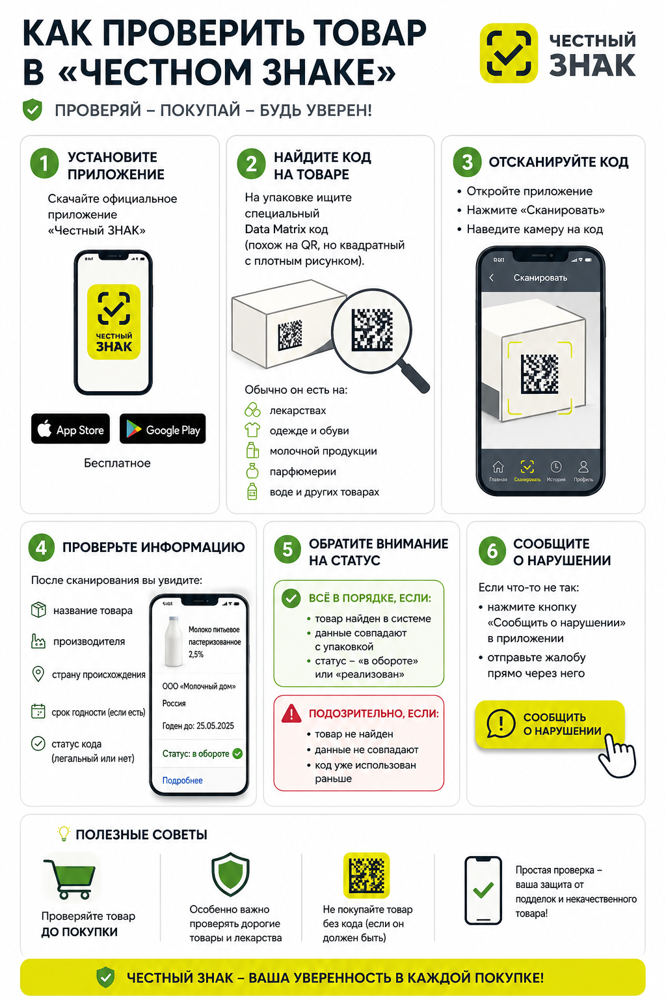 КАК ПРОВЕРИТЬ ТОВАР
В «ЧЕСТНОМ ЗНАКЕ»
ЧЕСТНЫЙ
ЗНАК
ПРОВЕРЯЙ – ПОКУПАЙ – БУДЬ УВЕРЕН!
1
УСТАНОВИТЕ
ПРИЛОЖЕНИЕ
Скачайте официальное
приложение
«Честный ЗНАК»
ЧЕСТНЫЙ
ЗНАК
App Store
Google Play
Бесплатное
2
НАЙДИТЕ КОД
НА ТОВАРЕ
На упаковке ищите
специальный
Data Matrix код
(похож на QR, но квадратный
с плотным рисунком).
Обычно он есть на:
лекарствах
одежде и обуви
молочной продукции
парфюмерии
воде и других товарах
3
ОТСКАНИРУЙТЕ КОД
• Откройте приложение
• Нажмите «Сканировать»
• Наведите камеру на код
Сканировать
Главная
Сканировать
История
Профиль
4
ПРОВЕРЬТЕ ИНФОРМАЦИЮ
После сканирования вы увидите:
название товара
производителя
страну происхождения
срок годности (если есть)
статус кода
(легальный или нет)
Молоко питьевое
пастеризованное
2,5%
ООО «Молочный дом»
Россия
Годен до: 25.05.2025
Статус: в обороте
Подробнее
5
ОБРАТИТЕ ВНИМАНИЕ
НА СТАТУС
ВСЁ В ПОРЯДКЕ, ЕСЛИ:
• товар найден в системе
• данные совпадают
с упаковкой
• статус – «в обороте»
или «реализован»
ПОДОЗРИТЕЛЬНО, ЕСЛИ:
• товар не найден
• данные не совпадают
• код уже использован
раньше
6
СООБЩИТЕ
О НАРУШЕНИИ
Если что-то не так:
• нажмите кнопку
«Сообщить о нарушении»
в приложении
• отправьте жалобу
прямо через него
СООБЩИТЬ
О НАРУШЕНИИ
ПОЛЕЗНЫЕ СОВЕТЫ
Проверяйте товар
ДО ПОКУПКИ
Особенно важно
проверять дорогие
товары и лекарства
Не покупайте товар
без кода (если он
должен быть)
Простая проверка –
ваша защита от
подделок и некачественного
товара!
ЧЕСТНЫЙ ЗНАК – ВАША УВЕРЕННОСТЬ В КАЖДОЙ ПОКУПКЕ!